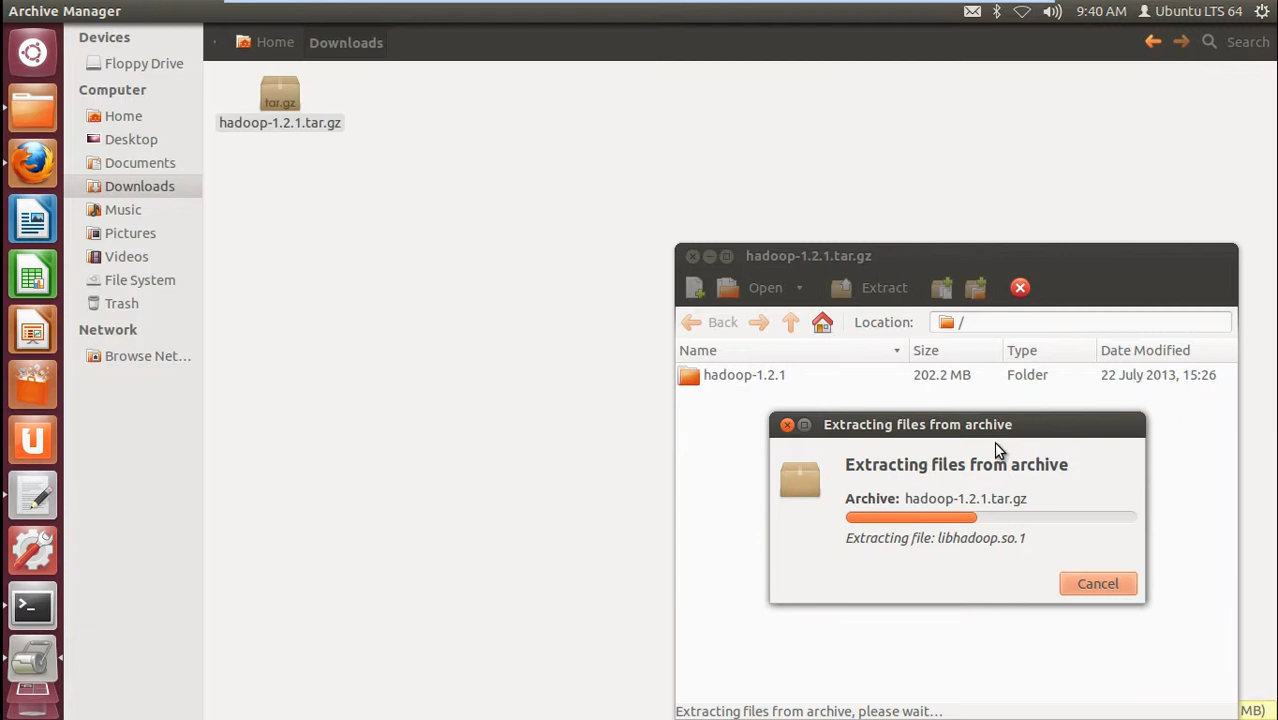 Archive Manager
9:40 AM
Ubuntu LTS 64
Devices
Floppy Drive
Computer
Home
Desktop
Documents
Downloads
Music
Pictures
Videos
File System
Trash
Network
Browse Net...
Home
Downloads
Search
tar.gz
hadoop-1.2.1.tar.gz
hadoop-1.2.1.tar.gz
Open
Extract
Back
Location:
/
Name Size Type Date Modified
hadoop-1.2.1 202.2 MB Folder 22 July 2013, 15:26
Extracting files from archive
Extracting files from archive
Archive: hadoop-1.2.1.tar.gz
Extracting file: libhadoop.so.1
Cancel
Extracting files from archive, please wait...
MB)